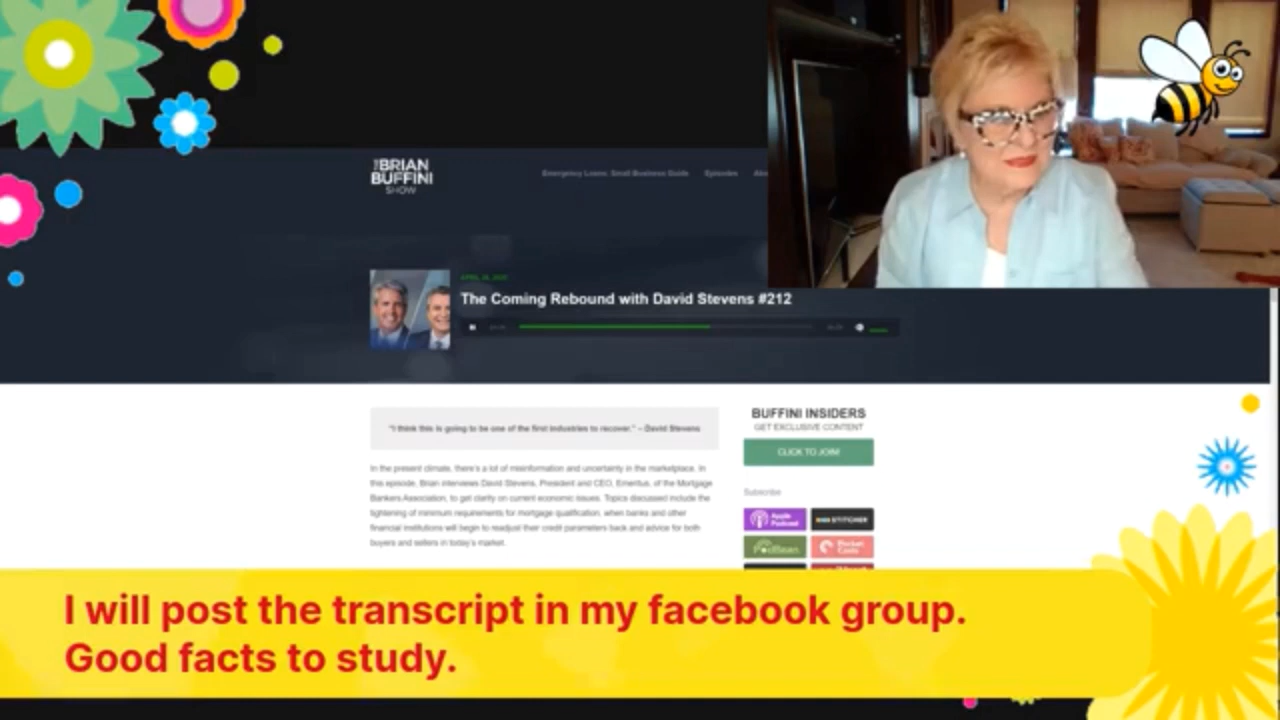 THE
BRIAN
BUFFINI
SHOW
Emergency Loans: Small Business Guide Episodes
The Coming Rebound with David Stevens #212
"I think this is going to be one of the first industries to recover." – David Stevens
In the present climate, there's a lot of misinformation and uncertainty in the marketplace. In
this episode, Brian interviews David Stevens, President and CEO, Emeritus, of the Mortgage
Bankers Association, to get clarity on current economic issues. Topics discussed include the
tightening of minimum requirements for mortgage qualification, when banks and other
financial institutions will begin to readjust their credit parameters back and advice for both
buyers and sellers in today's market.
BUFFINI INSIDERS
GET EXCLUSIVE CONTENT
CLICK TO JOIN!
Subscribe
Apple
Podcast
STITCHER
PodBean
Pocket
Casts
I will post the transcript in my facebook group.
Good facts to study.